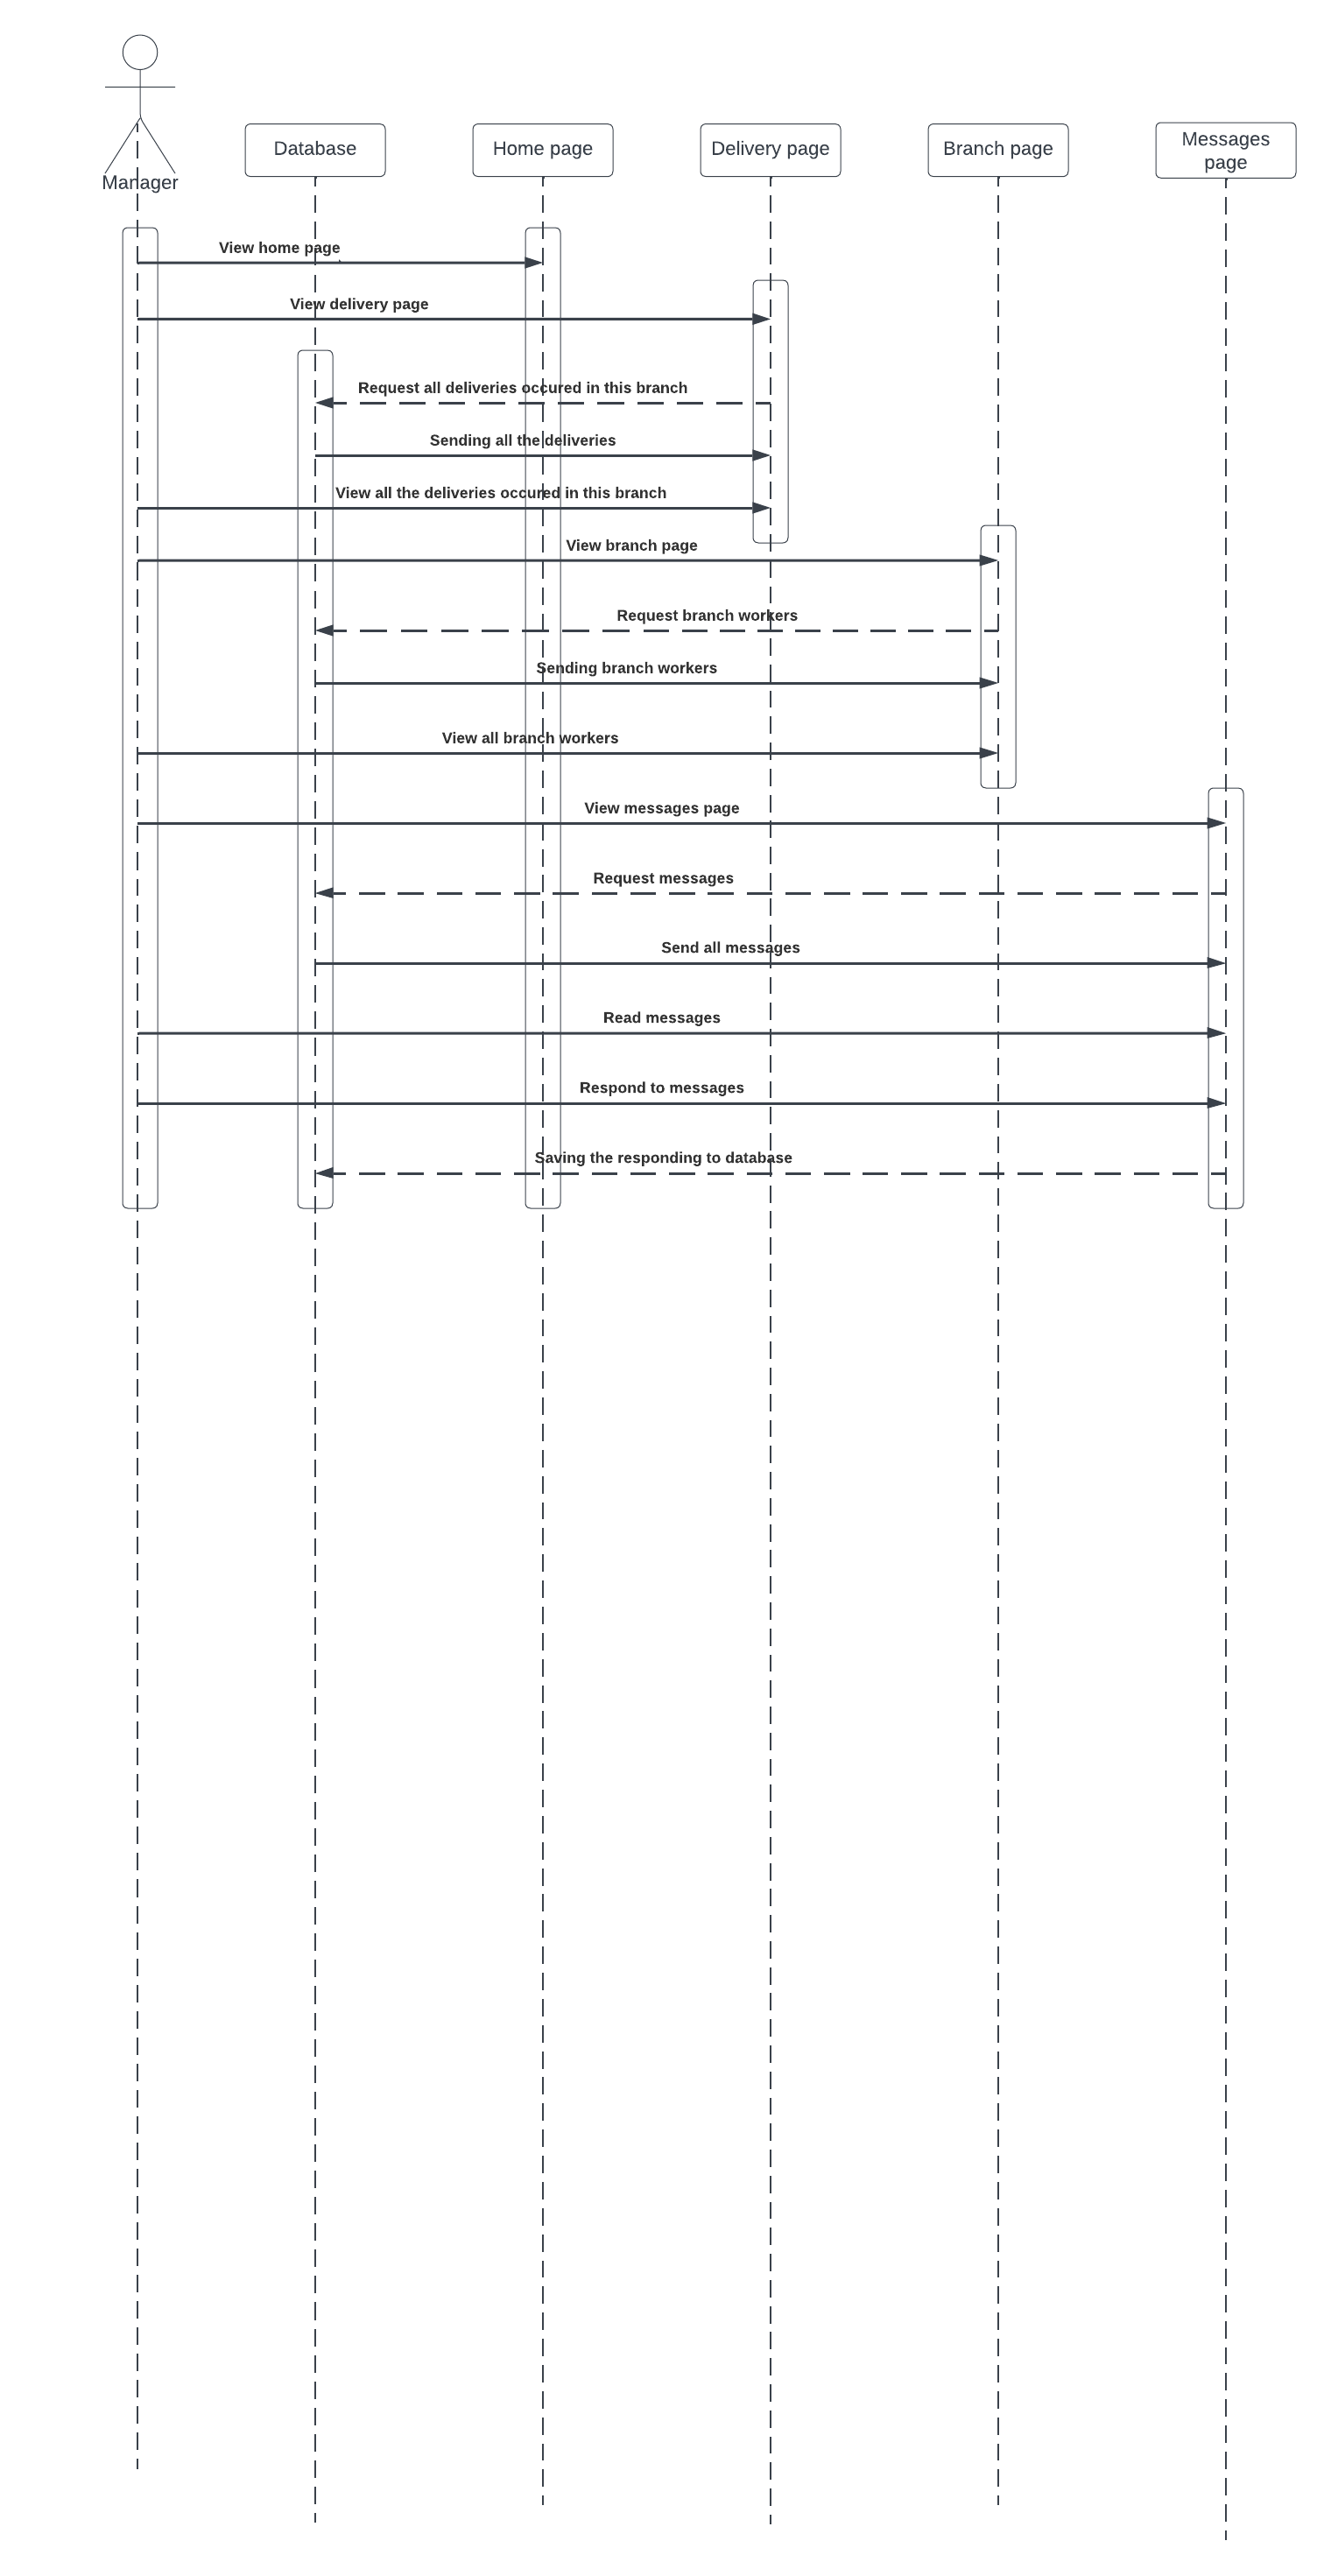 Manager
Database
Home page
Delivery page
Branch page
Messages
page
View home page
View delivery page
Request all deliveries occured in this branch
Sending all the deliveries
View all the deliveries occured in this branch
View branch page
Request branch workers
Sending branch workers
View all branch workers
View messages page
Request messages
Send all messages
Read messages
Respond to messages
Saving the responding to database